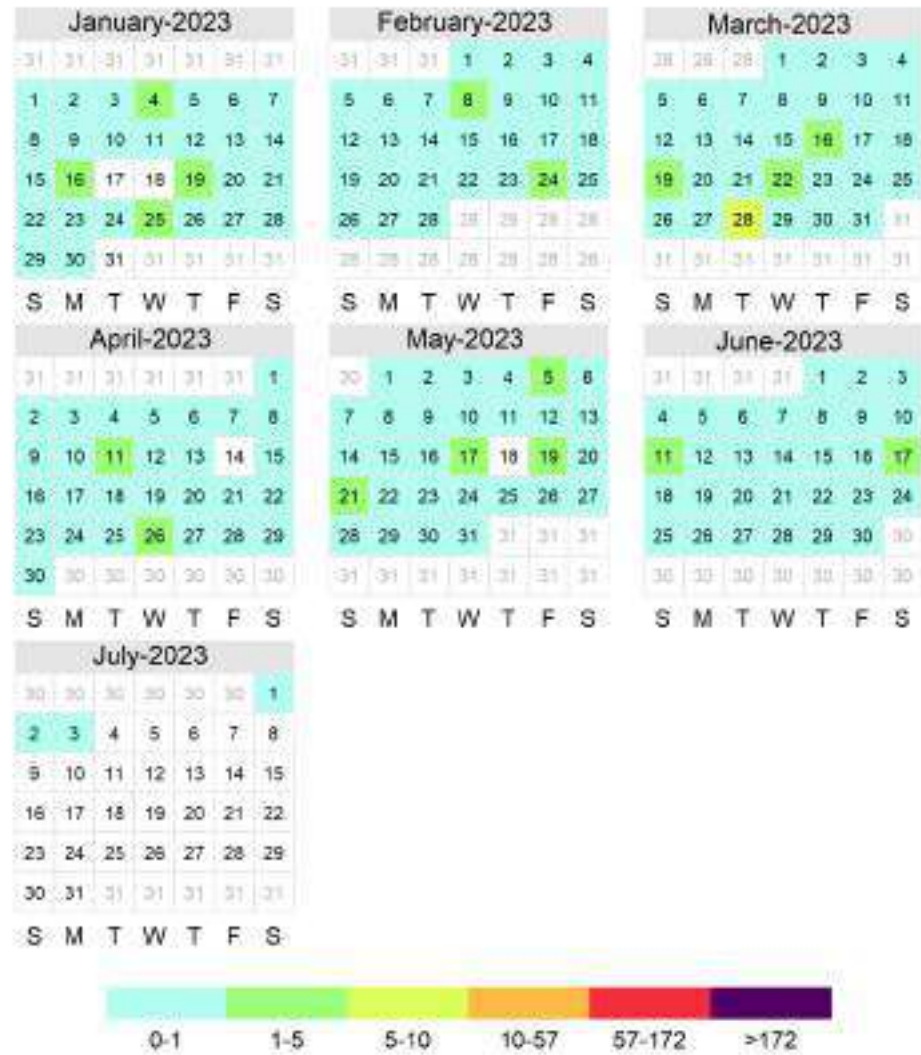 January-2023
31 31 31 31 31 31 31
1 2 3 4 5 6 7
8 9 10 11 12 13 14
15 16 17 18 19 20 21
22 23 24 25 26 27 28
29 30 31 31 31 31 31
S M T W T F S
February-2023
31 31 31 1 2 3 4
5 6 7 8 9 10 11
12 13 14 15 16 17 18
19 20 21 22 23 24 25
26 27 28 28 28 28 28
28 28 28 28 28 28 28
S M T W T F S
March-2023
28 28 28 1 2 3 4
5 6 7 8 9 10 11
12 13 14 15 16 17 18
19 20 21 22 23 24 25
26 27 28 29 30 31 31
31 31 31 31 31 31 31
S M T W T F S
April-2023
31 31 31 31 31 31 1
2 3 4 5 6 7 8
9 10 11 12 13 14 15
16 17 18 19 20 21 22
23 24 25 26 27 28 29
30 30 30 30 30 30 30
S M T W T F S
May-2023
30 1 2 3 4 5 6
7 8 9 10 11 12 13
14 15 16 17 18 19 20
21 22 23 24 25 26 27
28 29 30 31 31 31 31
31 31 31 31 31 31 31
S M T W T F S
June-2023
31 31 31 31 1 2 3
4 5 6 7 8 9 10
11 12 13 14 15 16 17
18 19 20 21 22 23 24
25 26 27 28 29 30 30
30 30 30 30 30 30 30
S M T W T F S
July-2023
30 30 30 30 30 30 1
2 3 4 5 6 7 8
9 10 11 12 13 14 15
16 17 18 19 20 21 22
23 24 25 26 27 28 29
30 31 31 31 31 31 31
S M T W T F S
0-1 1-5 5-10 10-57 57-172 >172